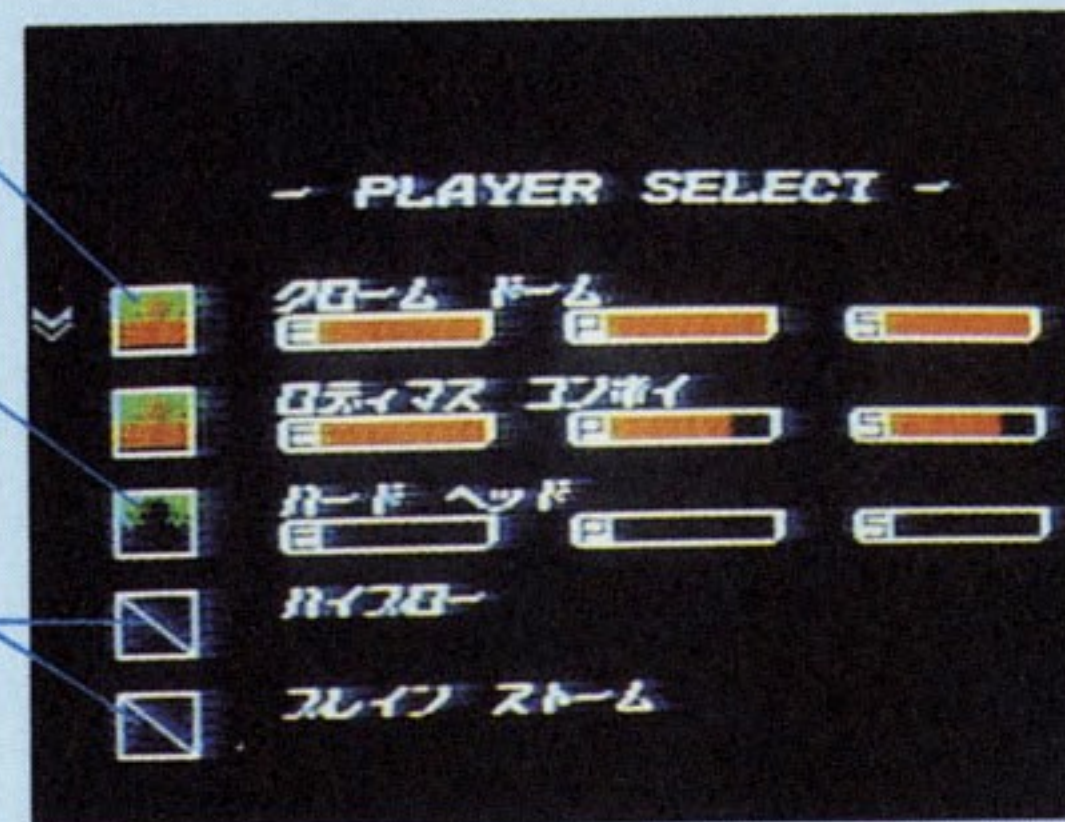 - PLAYER SELECT -
クローム ドーム
E P S
ロディマス コンボイ
E P S
ハード ヘッド
E P S
ハイブロー
ブレイン ストーム